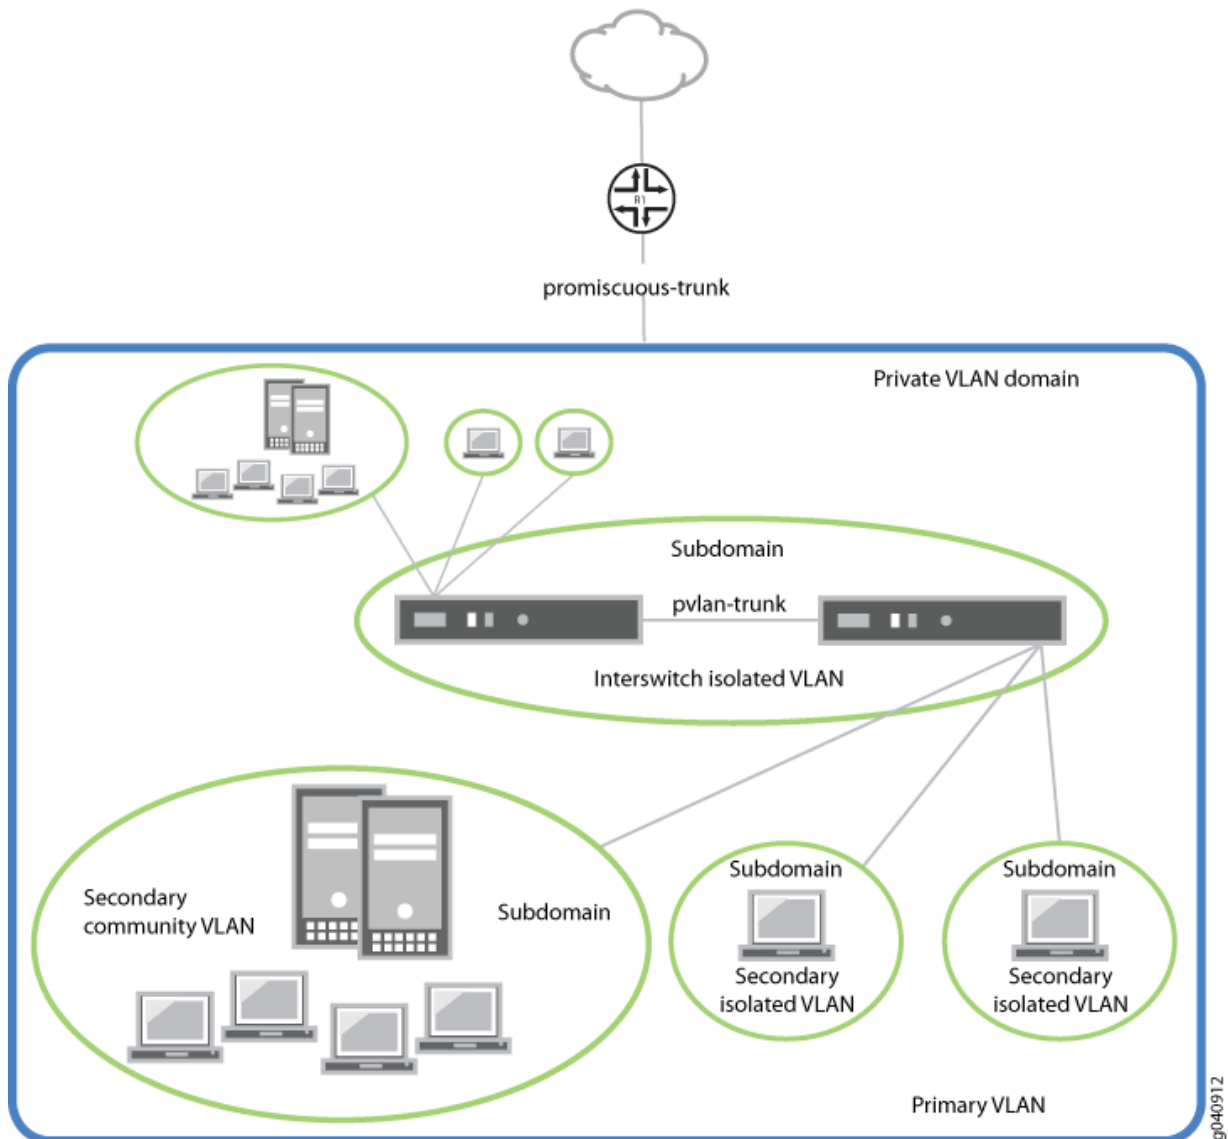 R1
promiscuous-trunk
Private VLAN domain
Subdomain
pvlan-trunk
Interswitch isolated VLAN
Secondary
community VLAN
Subdomain
Subdomain
Secondary
isolated VLAN
Subdomain
Secondary
isolated VLAN
Primary VLAN
g040912